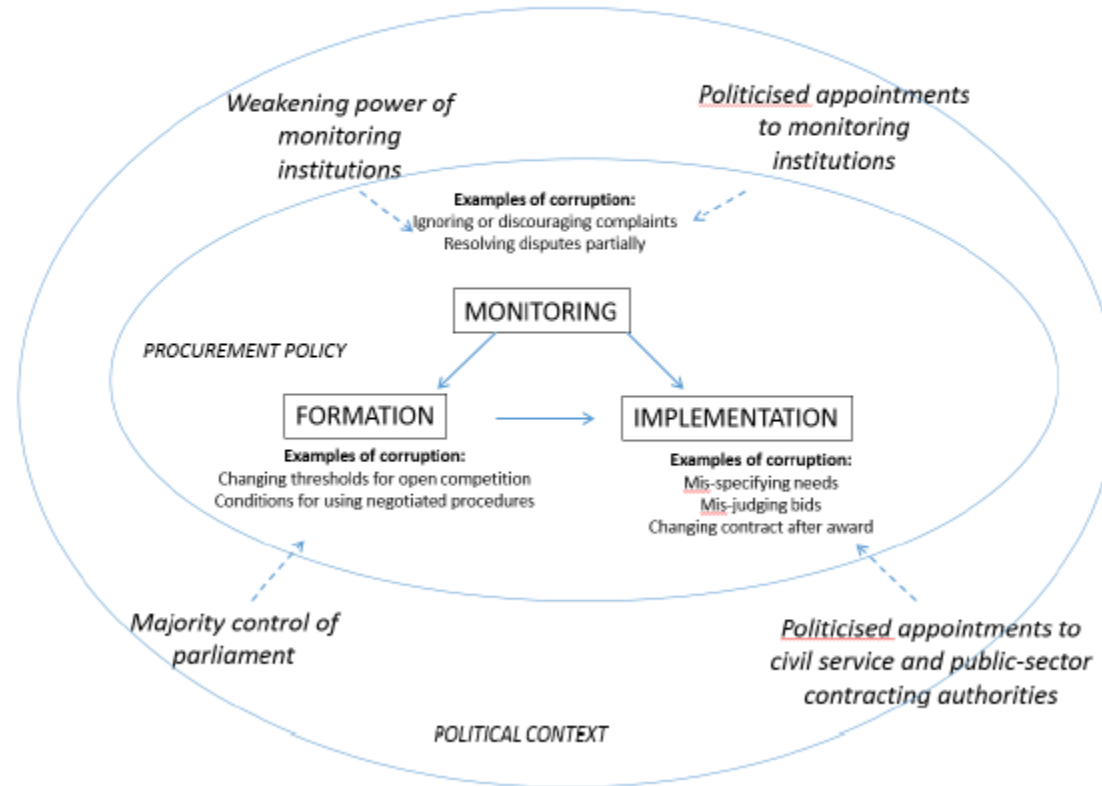 Weakening power of
monitoring
institutions
Politicised appointments
to monitoring
institutions
Examples of corruption:
Ignoring or discouraging complaints
Resolving disputes partially
MONITORING
PROCUREMENT POLICY
FORMATION
Examples of corruption:
Changing thresholds for open competition
Conditions for using negotiated procedures
IMPLEMENTATION
Examples of corruption:
Mis-specifying needs
Mis-judging bids
Changing contract after award
Majority control of
parliament
Politicised appointments to
civil service and public-sector
contracting authorities
POLITICAL CONTEXT